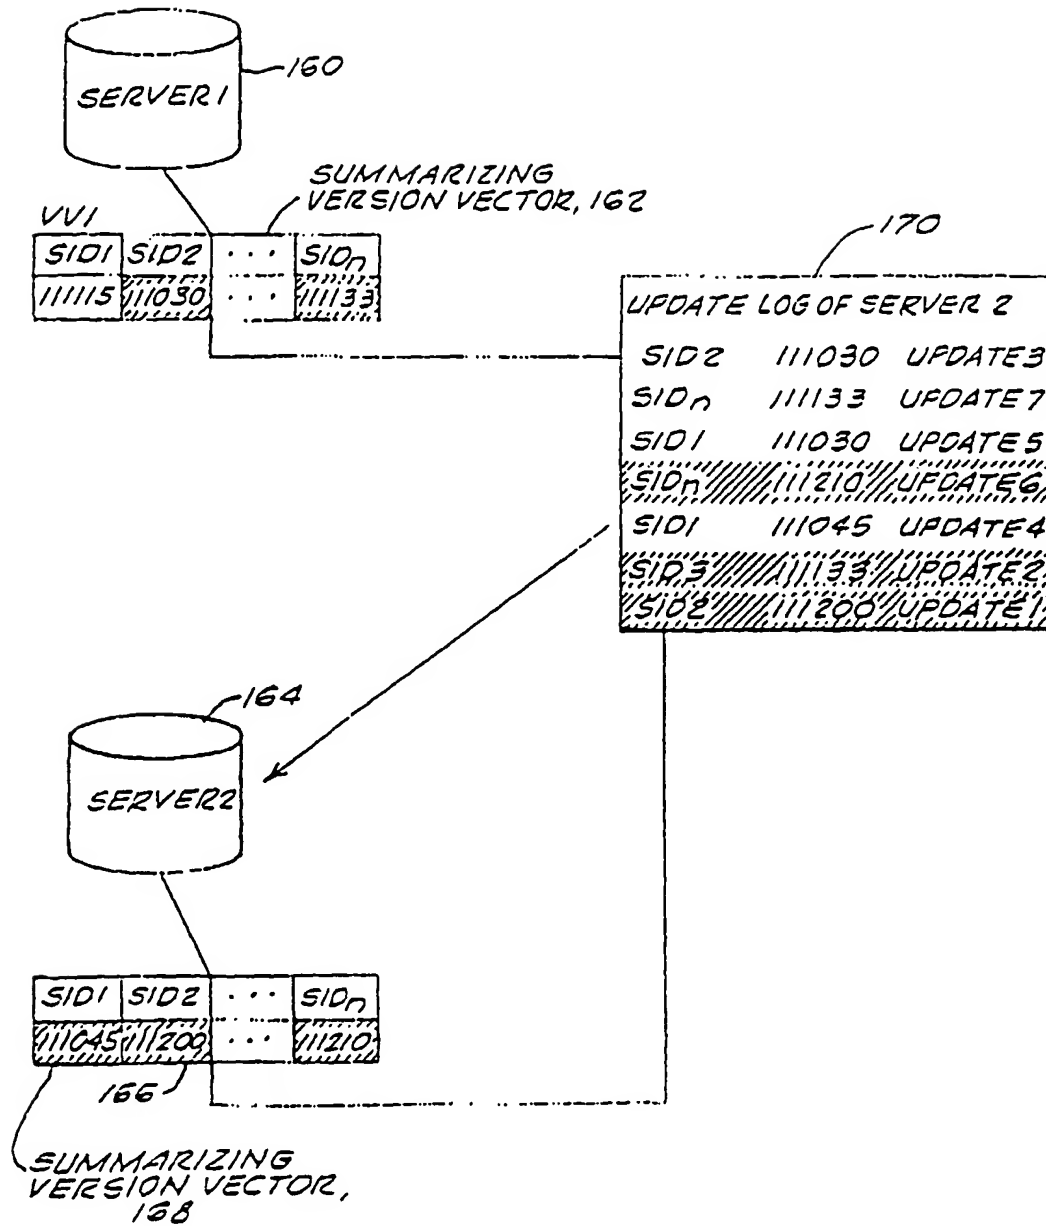 160
SERVER1
SUMMARIZING
VERSION VECTOR, 162
VV1
SID1 SID2 ... SIDn
111115 111030 ... 111133
170
UPDATE LOG OF SERVER 2
SID2 111030 UPDATE3
SIDn 111133 UPDATE7
SID1 111030 UPDATE5
SIDn 111210 UPDATE6
SID1 111045 UPDATE4
SID3 111133 UPDATE2
SID2 111200 UPDATE1
164
SERVER2
SID1 SID2 ... SIDn
111045 111200 ... 111210
166
SUMMARIZING
VERSION VECTOR,
168